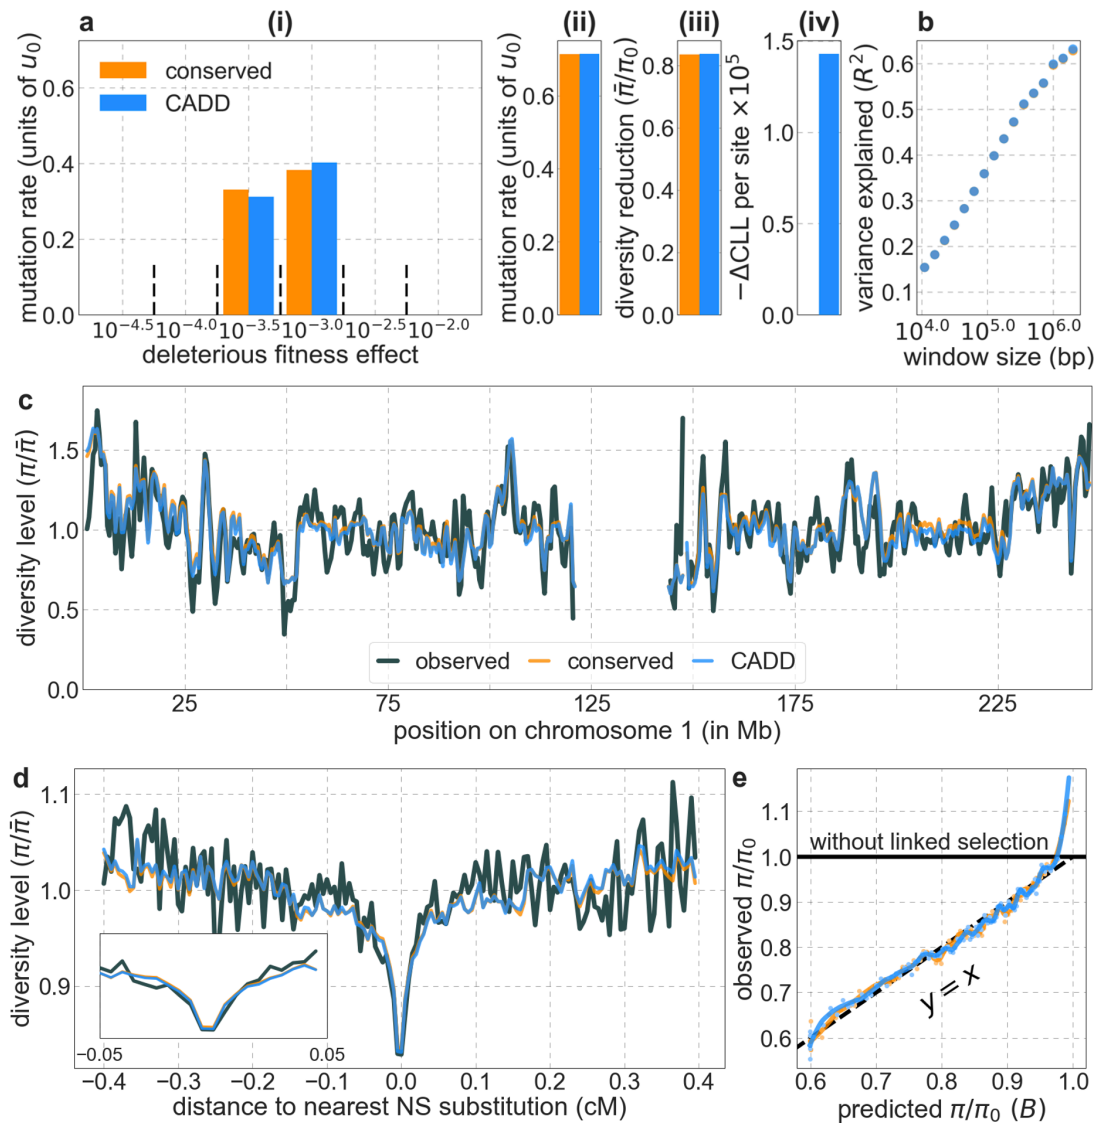 a
(i)
mutation rate (units of u₀)
0.6
0.4
0.2
0.0
conserved
CADD
10⁻⁴·⁵
10⁻⁴·⁰
10⁻³·⁵
10⁻³·⁰
10⁻²·⁵
10⁻²·⁰
deleterious fitness effect
(ii)
mutation rate (units of u₀)
0.6
0.4
0.2
0.0
(iii)
diversity reduction (π̄/π₀)
0.8
0.6
0.4
0.2
0.0
(iv)
−ΔCLL per site ×10⁵
1.5
1.0
0.5
0.0
b
variance explained (R²)
0.6
0.5
0.4
0.3
0.2
0.1
10⁴·⁰
10⁵·⁰
10⁶·⁰
window size (bp)
c
diversity level (π/π̄)
1.5
1.0
0.5
0.0
observed
conserved
CADD
25
75
125
175
225
position on chromosome 1 (in Mb)
d
diversity level (π/π̄)
1.1
1.0
0.9
−0.05
0.05
−0.4
−0.3
−0.2
−0.1
0.0
0.1
0.2
0.3
0.4
distance to nearest NS substitution (cM)
e
observed π/π₀
1.1
1.0
0.9
0.8
0.7
0.6
without linked selection
y = x
0.6
0.7
0.8
0.9
1.0
predicted π/π₀ (B)